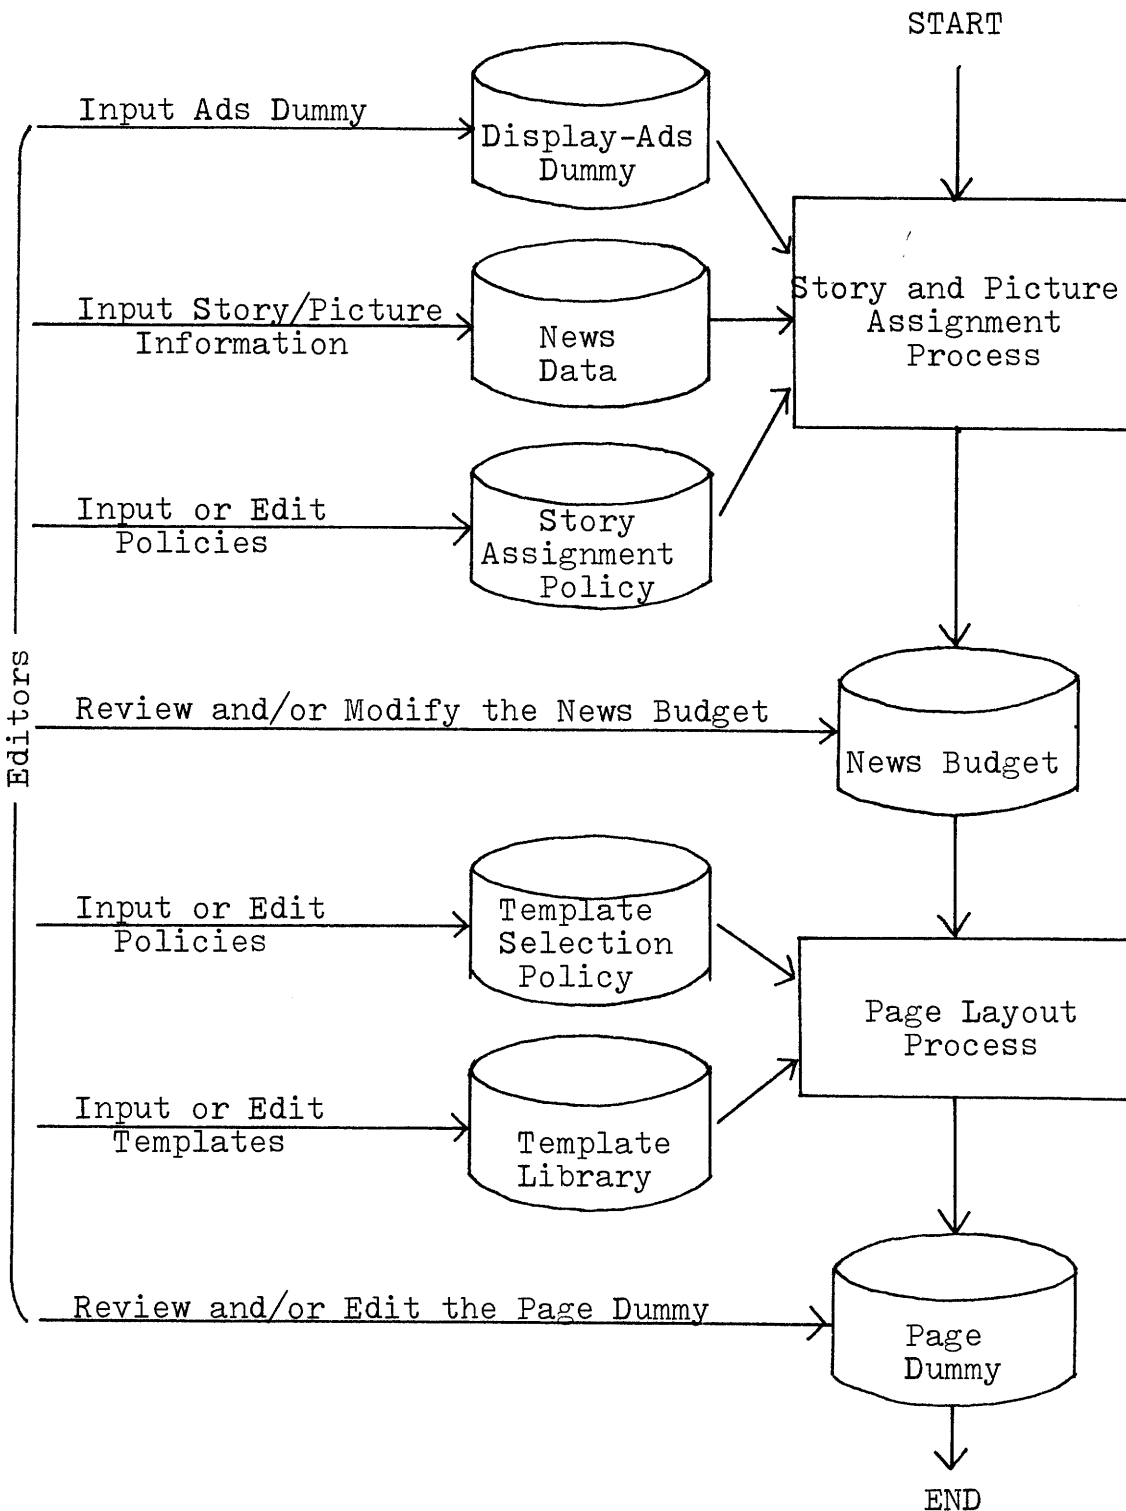 START
Input Ads Dummy
Display-Ads
Dummy
Input Story/Picture
Information
News
Data
Story and Picture
Assignment
Process
Input or Edit
Policies
Story
Assignment
Policy
Editors
Review and/or Modify the News Budget
News Budget
Input or Edit
Policies
Template
Selection
Policy
Page Layout
Process
Input or Edit
Templates
Template
Library
Review and/or Edit the Page Dummy
Page
Dummy
END